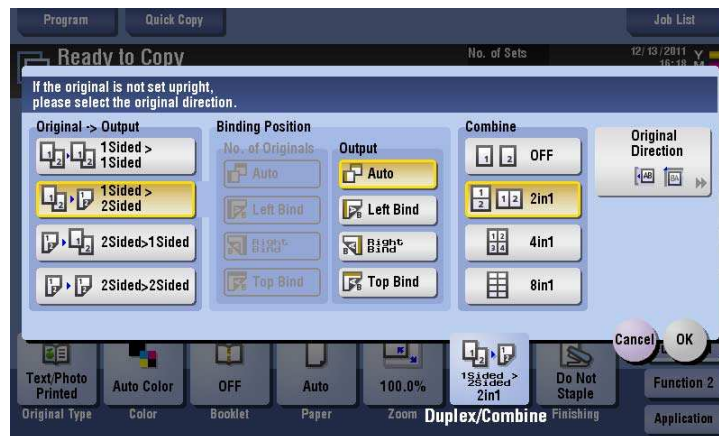 Program
Quick Copy
Job List
Ready to Copy
No. of Sets
12/13/2011
16:18
Y
M
If the original is not set upright,
please select the original direction.
Original -> Output
1Sided >
1Sided
1Sided >
2Sided
2Sided>1Sided
2Sided>2Sided
Binding Position
No. of Originals
Auto
Left Bind
Right
Bind
Top Bind
Output
Auto
Left Bind
Right
Bind
Top Bind
Combine
OFF
2in1
4in1
8in1
Original
Direction
Cancel
OK
Text/Photo
Printed
Original Type
Auto Color
Color
OFF
Booklet
Auto
Paper
100.0%
Zoom
1Sided >
2Sided
2in1
Duplex/Combine
Do Not
Staple
Finishing
Function 2
Application